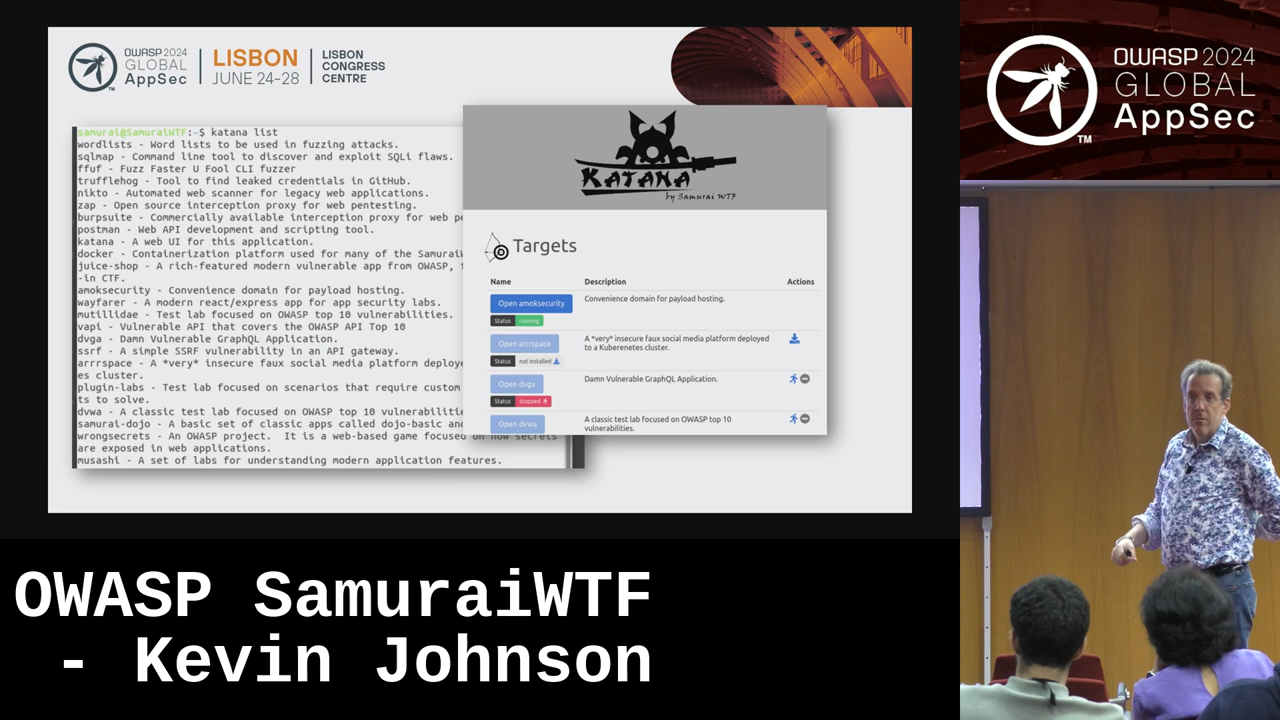 OWASP 2024
GLOBAL
AppSec
TM
LISBON
JUNE 24-28
LISBON
CONGRESS
CENTRE
samurai@SamuraiWTF:~$ katana list
wordlists - Word lists to be used in fuzzing attacks.
sqlmap - Command line tool to discover and exploit SQLi flaws.
ffuf - Fuzz Faster U Fool CLI fuzzer
trufflehog - Tool to find leaked credentials in GitHub.
nikto - Automated web scanner for legacy web applications.
zap - Open source interception proxy for web pentesting.
burpsuite - Commercially available interception proxy for web pe
postman - Web API development and scripting tool.
katana - A web UI for this application.
docker - Containerization platform used for many of the Samurai
juice-shop - A rich-featured modern vulnerable app from OWASP,
-in CTF.
amoksecurity - Convenience domain for payload hosting.
wayfarer - A modern react/express app for app security labs.
mutillidae - Test lab focused on OWASP top 10 vulnerabilities.
vapi - Vulnerable API that covers the OWASP API Top 10
dvga - Damn Vulnerable GraphQL Application.
ssrf - A simple SSRF vulnerability in an API gateway.
arrrspace - A *very* insecure faux social media platform deploye
es cluster.
plugin-labs - Test lab focused on scenarios that require custom
ts to solve.
dvwa - A classic test lab focused on OWASP top 10 vulnerabilitie
samurai-dojo - A basic set of classic apps called dojo-basic and
wrongsecrets - An OWASP project.  It is a web-based game focused on how secrets
are exposed in web applications.
musashi - A set of labs for understanding modern application features.
KATANA
by Samurai WTF
Targets
Name Description Actions
Open amoksecurity Convenience domain for payload hosting.
Status running
Open arrrspace A *very* insecure faux social media platform deployed
to a Kuberenetes cluster.
Status not installed
Open dvga Damn Vulnerable GraphQL Application.
Status stopped
Open dvwa A classic test lab focused on OWASP top 10
vulnerabilities.
OWASP 2024
GLOBAL
AppSec
TM
OWASP SamuraiWTF
- Kevin Johnson